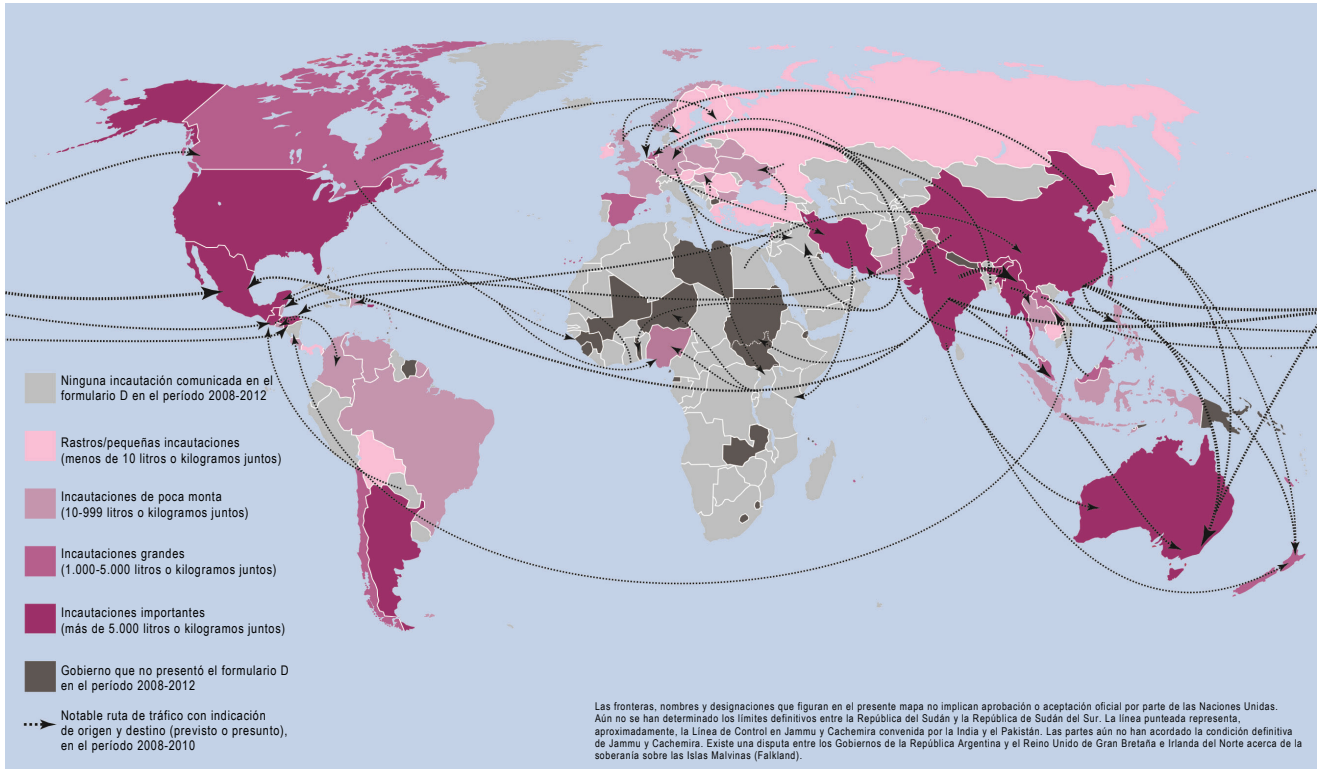 Ninguna incautación comunicada en el
formulario D en el período 2008-2012
Rastros/pequeñas incautaciones
(menos de 10 litros o kilogramos juntos)
Incautaciones de poca monta
(10-999 litros o kilogramos juntos)
Incautaciones grandes
(1.000-5.000 litros o kilogramos juntos)
Incautaciones importantes
(más de 5.000 litros o kilogramos juntos)
Gobierno que no presentó el formulario D
en el período 2008-2012
Notable ruta de tráfico con indicación
de origen y destino (previsto o presunto),
en el período 2008-2010
Las fronteras, nombres y designaciones que figuran en el presente mapa no implican aprobación o aceptación oficial por parte de las Naciones Unidas.
Aún no se han determinado los límites definitivos entre la República del Sudán y la República de Sudán del Sur. La línea punteada representa,
aproximadamente, la Línea de Control en Jammu y Cachemira convenida por la India y el Pakistán. Las partes aún no han acordado la condición definitiva
de Jammu y Cachemira. Existe una disputa entre los Gobiernos de la República Argentina y el Reino Unido de Gran Bretaña e Irlanda del Norte acerca de la
soberanía sobre las Islas Malvinas (Falkland).